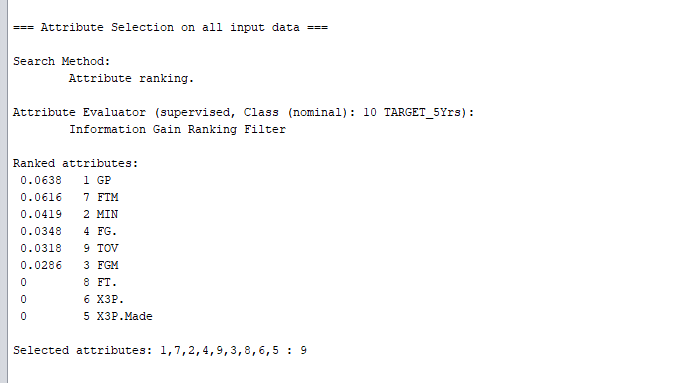 === Attribute Selection on all input data ===
Search Method:
Attribute ranking.
Attribute Evaluator (supervised, Class (nominal): 10 TARGET_5Yrs):
Information Gain Ranking Filter
Ranked attributes:
0.0638 1 GP
0.0616 7 FTM
0.0419 2 MIN
0.0348 4 FG.
0.0318 9 TOV
0.0286 3 FGM
0 8 FT.
0 6 X3P.
0 5 X3P.Made
Selected attributes: 1,7,2,4,9,3,8,6,5 : 9